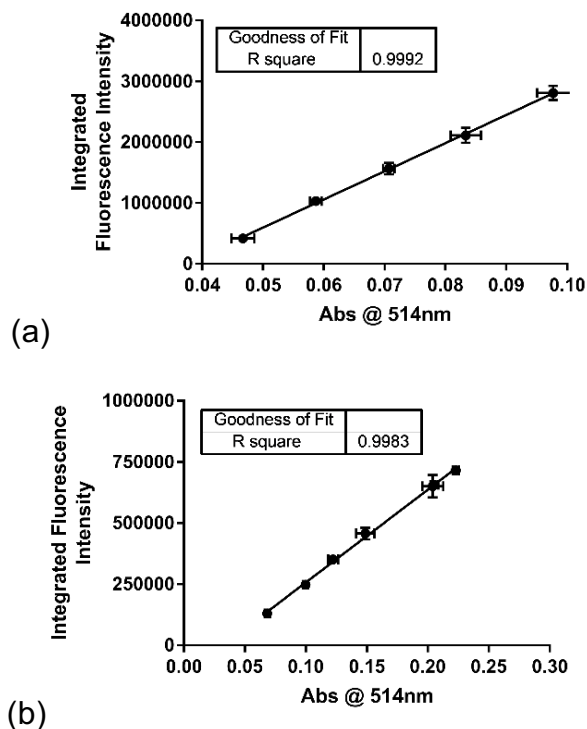 Goodness of Fit
R square 0.9992
4000000
3000000
2000000
1000000
0
Integrated
Fluorescence Intensity
0.04 0.05 0.06 0.07 0.08 0.09 0.10
Abs @ 514nm
(a)
Goodness of Fit
R square 0.9983
1000000
750000
500000
250000
0
Integrated Fluorescence
Intensity
0.00 0.05 0.10 0.15 0.20 0.25 0.30
Abs @ 514nm
(b)